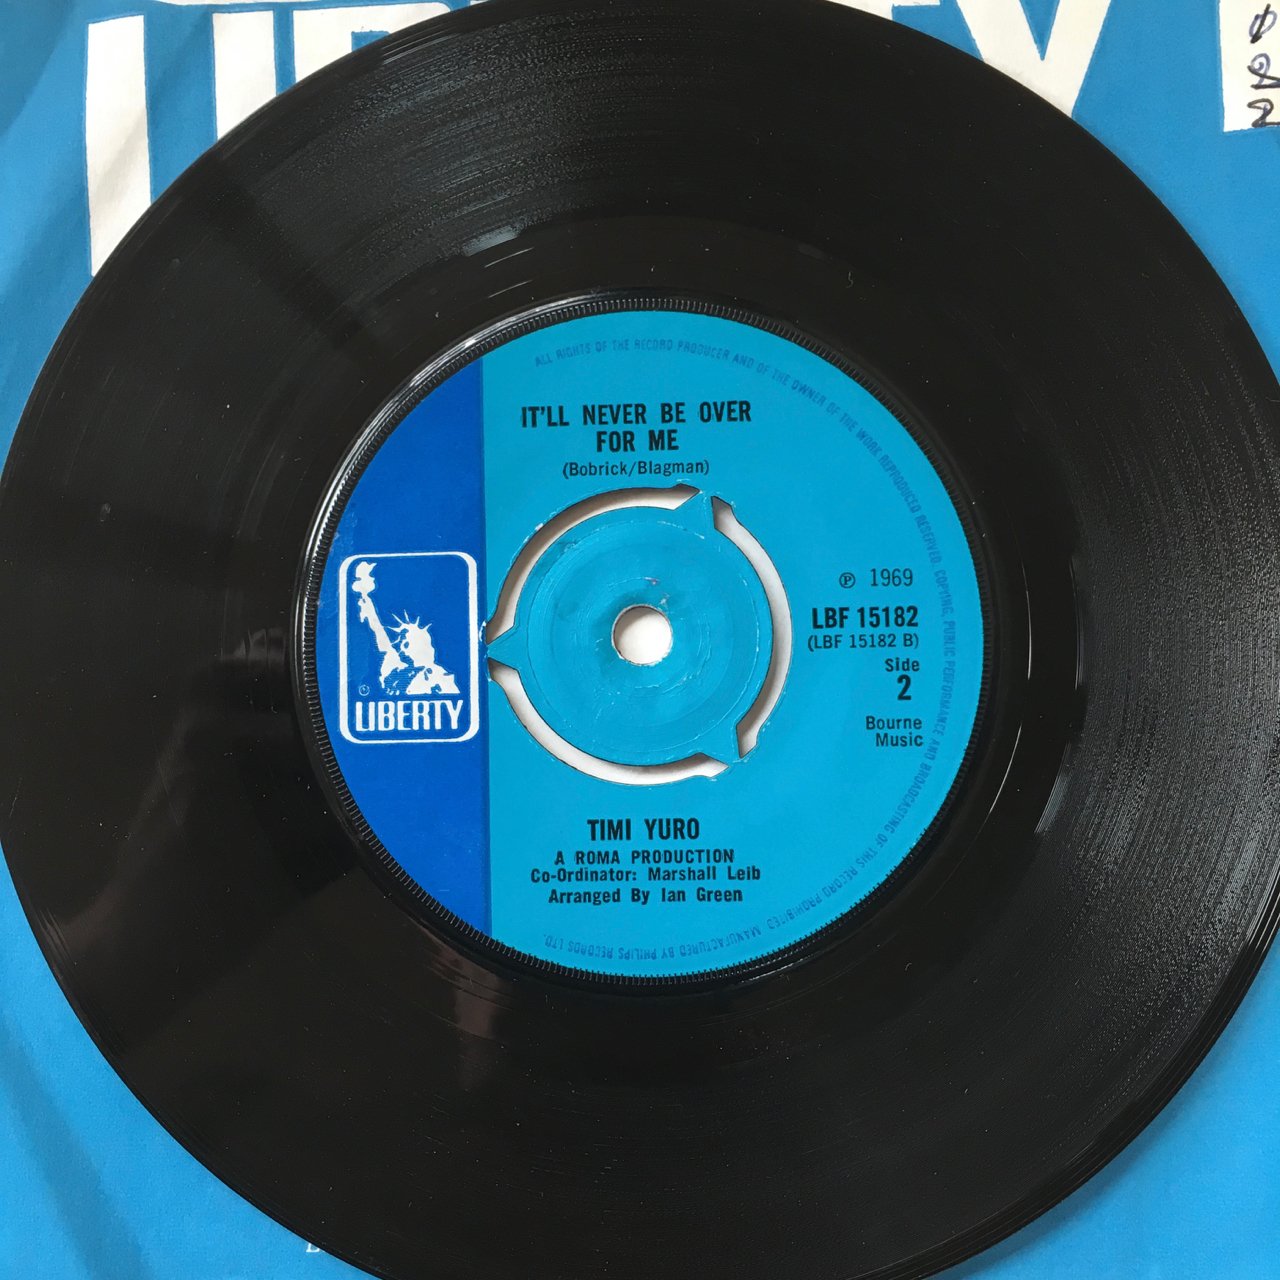 LIBERTY
ALL RIGHTS OF THE RECORD PRODUCER AND OF THE OWNER OF THE WORK REPRODUCED RESERVED. COPYING, PUBLIC PERFORMANCE AND BROADCASTING OF THIS RECORD PROHIBITED. MANUFACTURED BY PHILIPS RECORDS LTD.
IT'LL NEVER BE OVER
FOR ME
(Bobrick/Blagman)
℗ 1969
LBF 15182
(LBF 15182 B)
Side
2
Bourne
Music
LIBERTY
TIMI YURO
A ROMA PRODUCTION
Co-Ordinator: Marshall Leib
Arranged By Ian Green